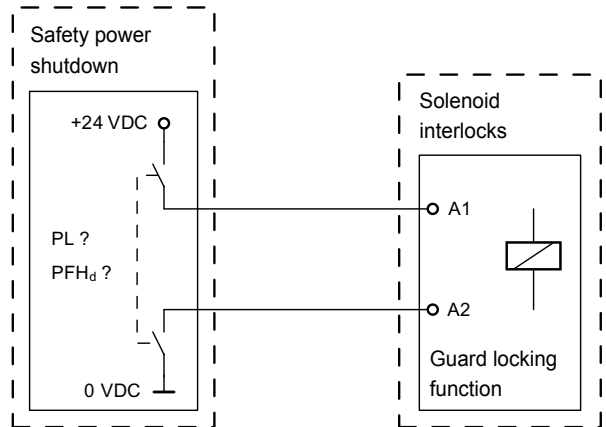 Safety power
shutdown
+24 VDC
PL ?
PFHd ?
0 VDC
Solenoid
interlocks
A1
A2
Guard locking
function